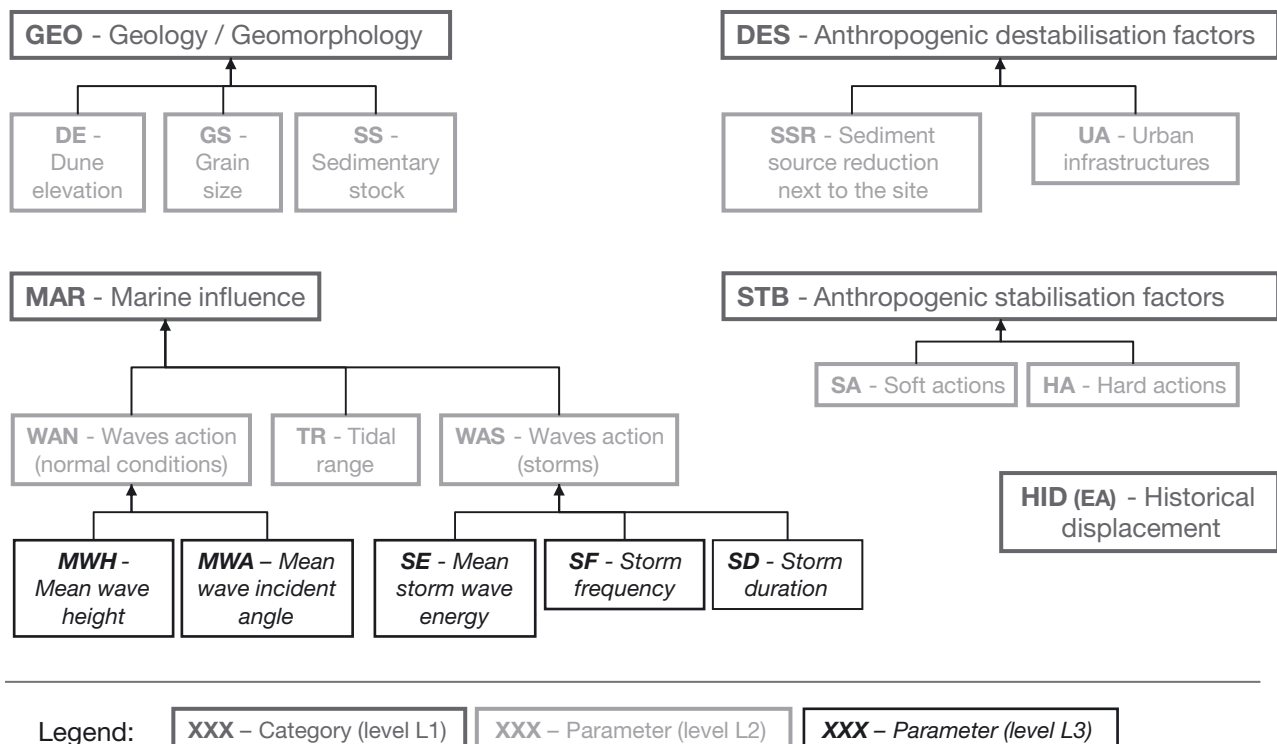 GEO - Geology / Geomorphology
DE -
Dune
elevation
GS -
Grain
size
SS -
Sedimentary
stock
DES - Anthropogenic destabilisation factors
SSR - Sediment
source reduction
next to the site
UA - Urban
infrastructures
MAR - Marine influence
WAN - Waves action
(normal conditions)
TR - Tidal
range
WAS - Waves action
(storms)
MWH -
Mean wave
height
MWA – Mean
wave incident
angle
SE - Mean
storm wave
energy
SF - Storm
frequency
SD - Storm
duration
STB - Anthropogenic stabilisation factors
SA - Soft actions
HA - Hard actions
HID (EA) - Historical
displacement
Legend:
XXX – Category (level L1)
XXX – Parameter (level L2)
XXX – Parameter (level L3)